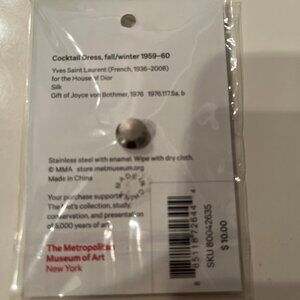 Cocktail Dress, fall/winter 1959–60
Yves Saint Laurent (French, 1936–2008)
for the House of Dior
Silk
Gift of Joyce von Bothmer, 1976 1976.117.5a, b
Stainless steel with enamel. Wipe with dry cloth.
© MMA store.metmuseum.org
Made in China
Your purchase supports
The Met's collection, study,
conservation, and presentation
of 5,000 years of art.
The Metropolitan
Museum of Art
New York
SKU 80042635
$ 10.00